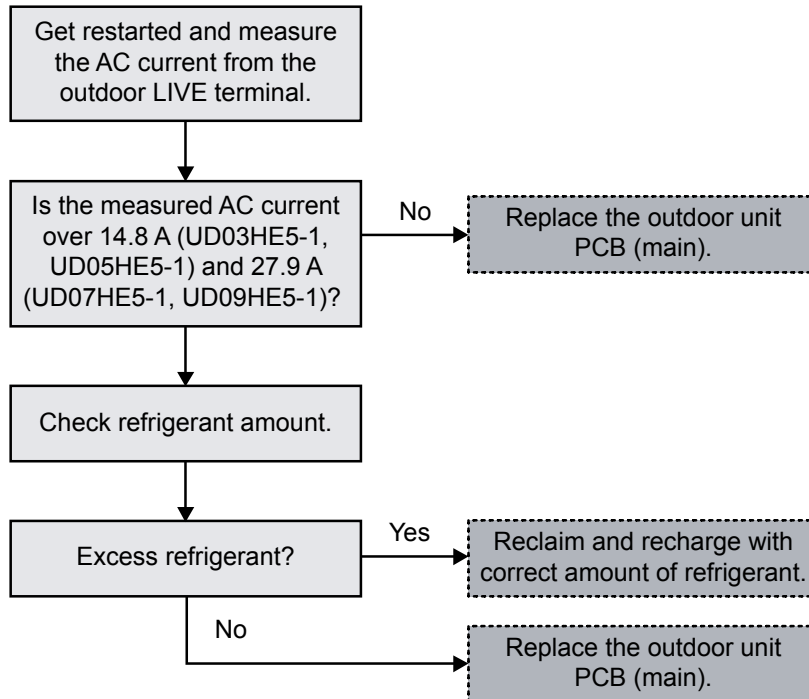 Get restarted and measure
the AC current from the
outdoor LIVE terminal.
Is the measured AC current
over 14.8 A (UD03HE5-1,
UD05HE5-1) and 27.9 A
(UD07HE5-1, UD09HE5-1)?
No
Replace the outdoor unit
PCB (main).
Check refrigerant amount.
Excess refrigerant?
Yes
Reclaim and recharge with
correct amount of refrigerant.
No
Replace the outdoor unit
PCB (main).